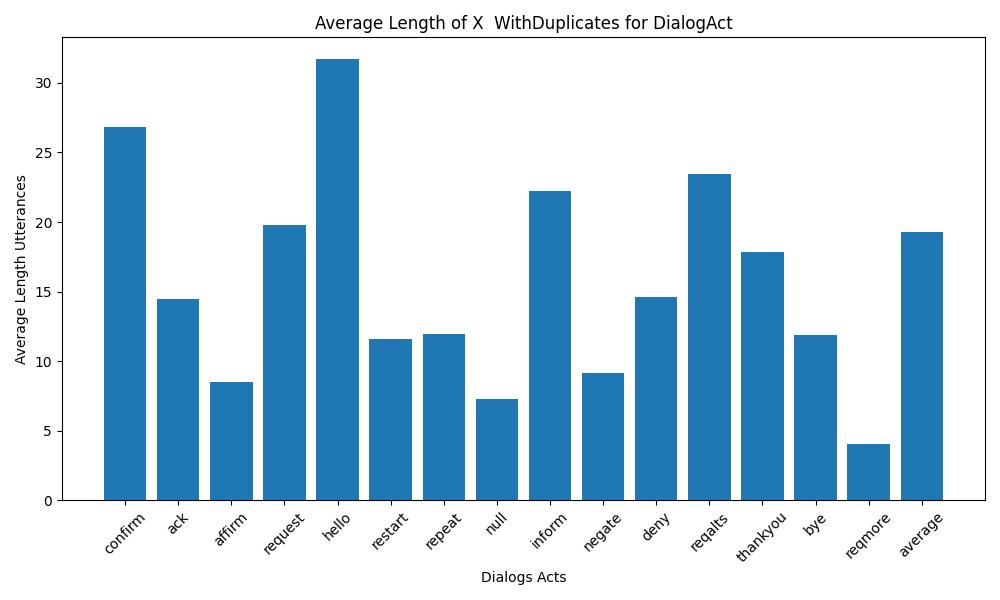 Average Length of X  WithDuplicates for DialogAct
Average Length Utterances
30
25
20
15
10
5
0
confirm
ack
affirm
request
hello
restart
repeat
null
inform
negate
deny
reqalts
thankyou
bye
reqmore
average
Dialogs Acts